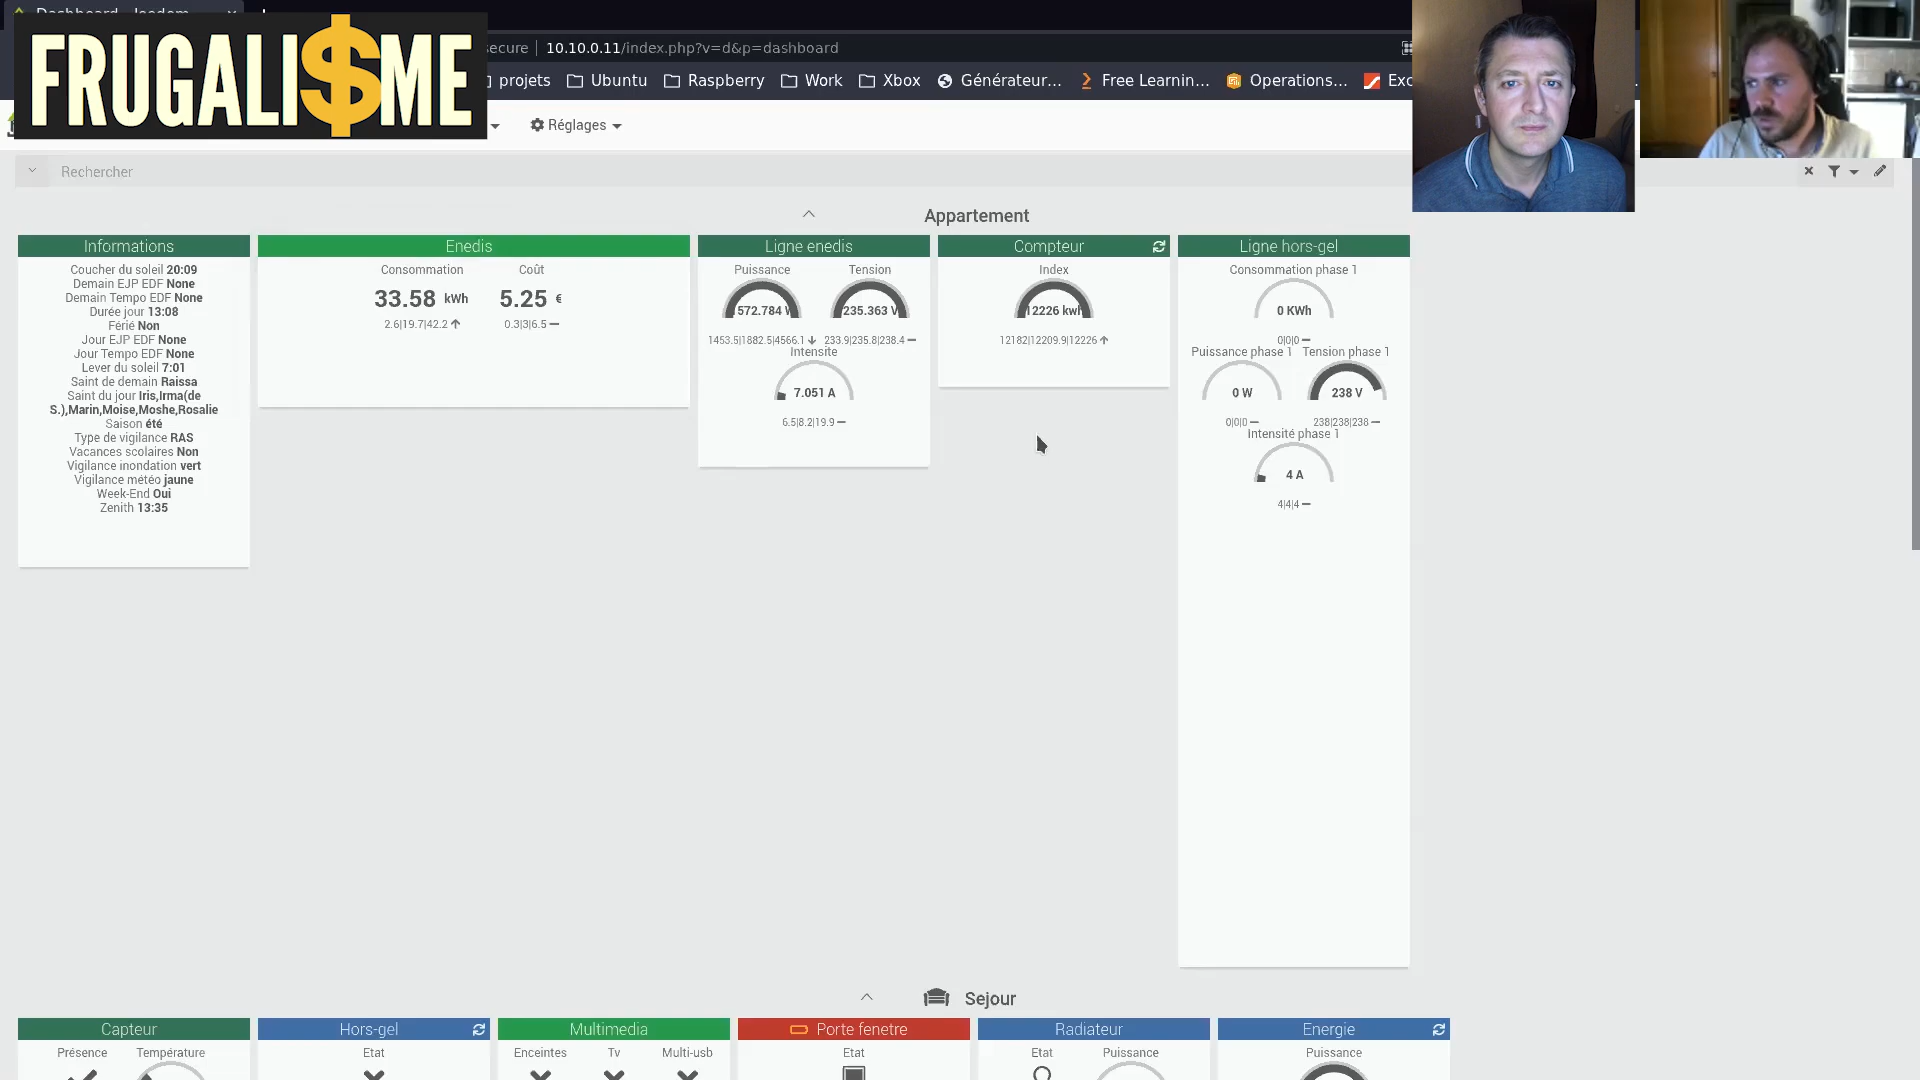 FRUGALI$ME
secure 10.10.0.11/index.php?v=d&p=dashboard
projets Ubuntu Raspberry Work Xbox Générateur... Free Learnin... Operations...
Réglages
Rechercher
Appartement
Informations
Coucher du soleil 20:09
Demain EJP EDF None
Demain Tempo EDF None
Durée jour 13:08
Férié Non
Jour EJP EDF None
Jour Tempo EDF None
Lever du soleil 7:01
Saint de demain Raissa
Saint du jour Iris,Irma(de
S.),Marin,Moise,Moshe,Rosalie
Saison été
Type de vigilance RAS
Vacances scolaires Non
Vigilance inondation vert
Vigilance météo jaune
Week-End Oui
Zenith 13:35
Enedis
Consommation Coût
33.58 kWh 5.25 €
2.6|19.7|42.2 0.3|3|6.5
Ligne enedis
Puissance Tension
572.784 235.363 V
1453.5|1882.5|4566.1 233.9|235.8|238.4
Intensite
7.051 A
6.5|8.2|19.9
Compteur
Index
12226 kwh
12182|12209.9|12226
Ligne hors-gel
Consommation phase 1
0 KWh
0|0|0
Puissance phase 1 Tension phase 1
0 W 238 V
0|0|0 238|238|238
Intensité phase 1
4 A
4|4|4
Sejour
Capteur
Présence Température
Hors-gel
Etat
Multimedia
Enceintes Tv Multi-usb
Porte fenetre
Etat
Radiateur
Etat Puissance
Energie
Puissance